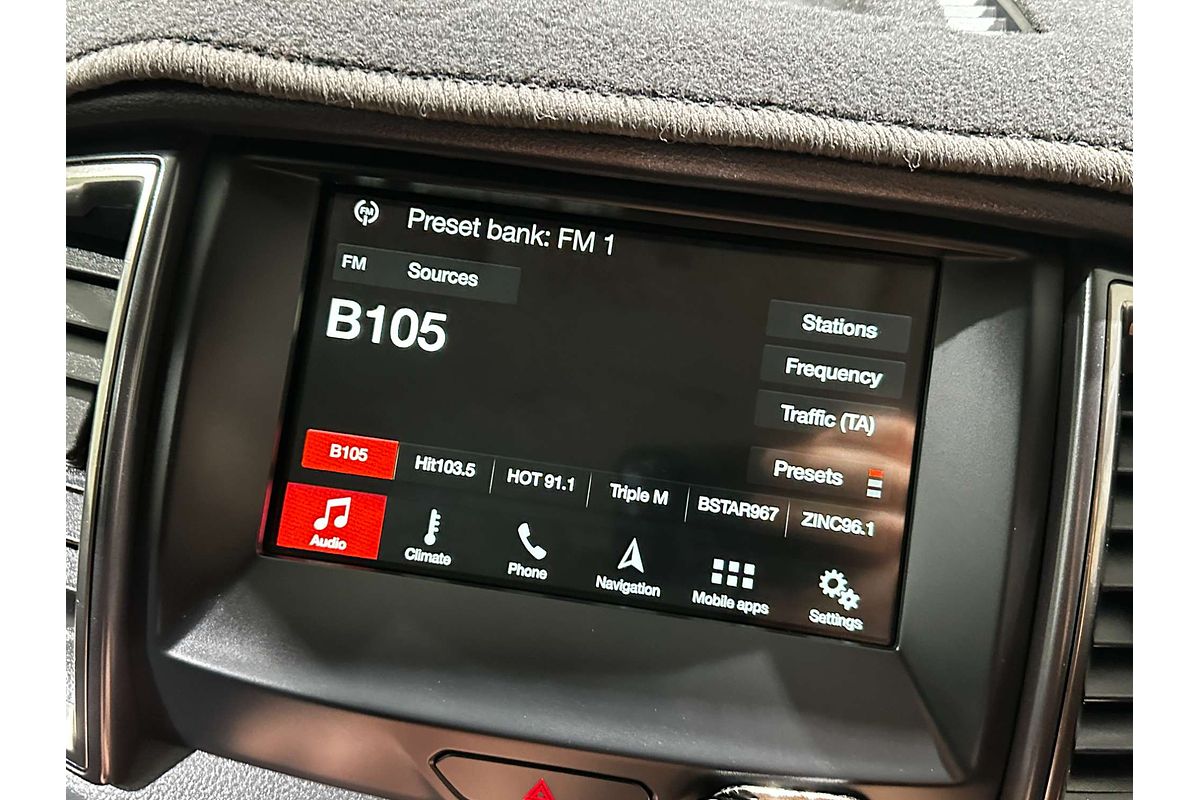 FM
Preset bank: FM 1
FM Sources
B105
Stations
Frequency
Traffic (TA)
Presets
B105 Hit103.5 HOT 91.1 Triple M BSTAR967 ZINC96.1
Audio Climate Phone Navigation Mobile apps Settings